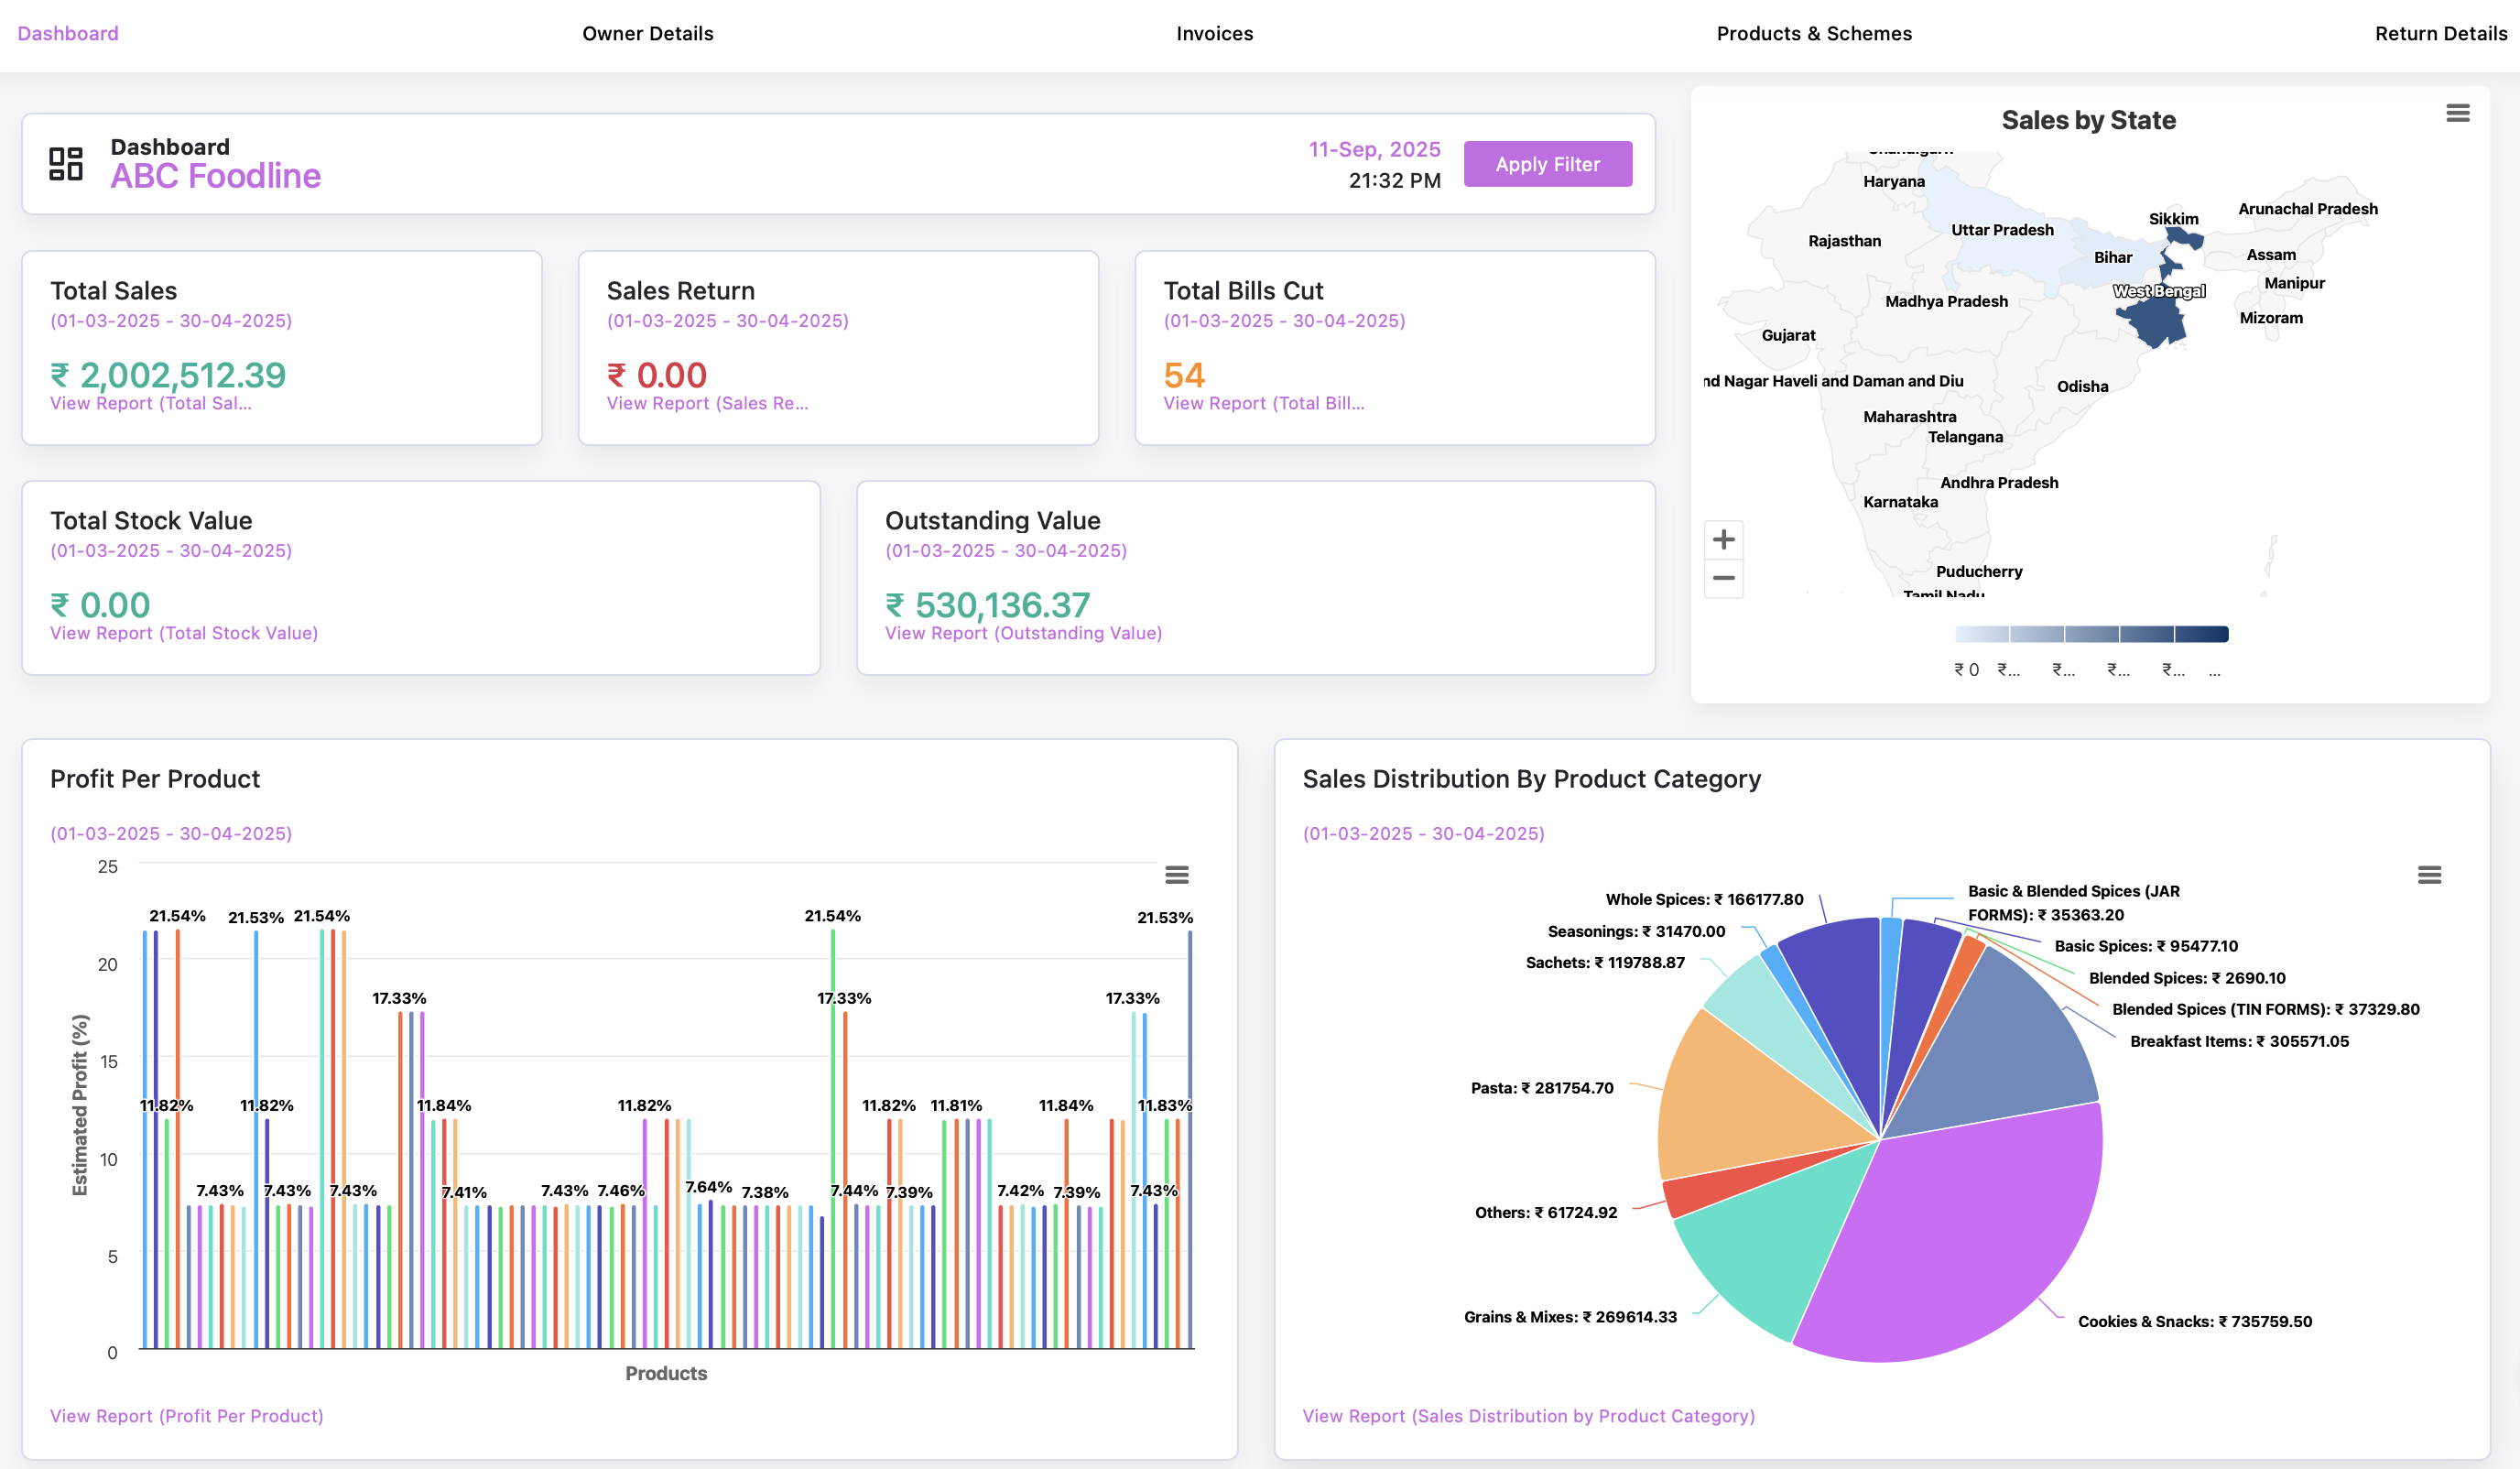 Dashboard
Owner Details
Invoices
Products & Schemes
Return Details
Dashboard
ABC Foodline
11-Sep, 2025
21:32 PM
Apply Filter
Total Sales
(01-03-2025 - 30-04-2025)
₹ 2,002,512.39
View Report (Total Sal...
Sales Return
(01-03-2025 - 30-04-2025)
₹ 0.00
View Report (Sales Re...
Total Bills Cut
(01-03-2025 - 30-04-2025)
54
View Report (Total Bill...
Total Stock Value
(01-03-2025 - 30-04-2025)
₹ 0.00
View Report (Total Stock Value)
Outstanding Value
(01-03-2025 - 30-04-2025)
₹ 530,136.37
View Report (Outstanding Value)
Sales by State
Haryana
Arunachal Pradesh
Sikkim
Uttar Pradesh
Rajasthan
Assam
Bihar
Manipur
West Bengal
Madhya Pradesh
Mizoram
Gujarat
nd Nagar Haveli and Daman and Diu
Odisha
Maharashtra
Telangana
Andhra Pradesh
Karnataka
Puducherry
Tamil Nadu
+
−
₹ 0
₹...
₹...
₹...
₹...
...
Profit Per Product
(01-03-2025 - 30-04-2025)
Estimated Profit (%)
25
20
15
10
5
0
21.54%
21.53%
21.54%
21.54%
21.53%
17.33%
17.33%
17.33%
11.82%
11.82%
11.84%
11.82%
11.82%
11.81%
11.84%
11.83%
7.43%
7.43%
7.43%
7.41%
7.43%
7.46%
7.64%
7.38%
7.44%
7.39%
7.42%
7.39%
7.43%
Products
View Report (Profit Per Product)
Sales Distribution By Product Category
(01-03-2025 - 30-04-2025)
Basic & Blended Spices (JAR
FORMS): ₹ 35363.20
Basic Spices: ₹ 95477.10
Blended Spices: ₹ 2690.10
Blended Spices (TIN FORMS): ₹ 37329.80
Breakfast Items: ₹ 305571.05
Cookies & Snacks: ₹ 735759.50
Grains & Mixes: ₹ 269614.33
Others: ₹ 61724.92
Pasta: ₹ 281754.70
Sachets: ₹ 119788.87
Seasonings: ₹ 31470.00
Whole Spices: ₹ 166177.80
View Report (Sales Distribution by Product Category)